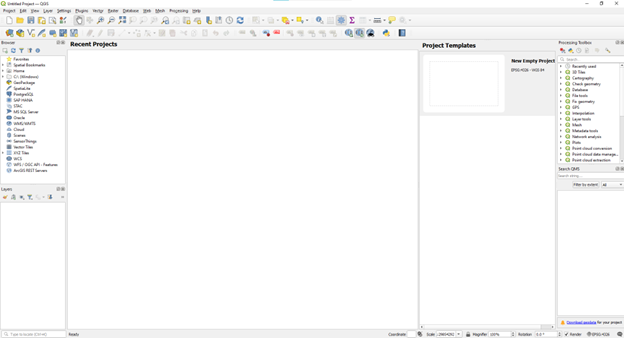 Untitled Project — QGIS
Project Edit View Layer Settings Plugins Vector Raster Database Web Mesh Processing Help
Browser
Favorites
Spatial Bookmarks
Home
C:\ (Windows)
GeoPackage
SpatiaLite
PostgreSQL
SAP HANA
STAC
MS SQL Server
Oracle
WMS/WMTS
Cloud
Scenes
SensorThings
Vector Tiles
XYZ Tiles
WCS
WFS / OGC API - Features
ArcGIS REST Servers
Layers
Recent Projects
Project Templates
New Empty Project
EPSG:4326 - WGS 84
Processing Toolbox
Search
Recently used
3D Tiles
Cartography
Check geometry
Database
File tools
Fix geometry
GPS
Interpolation
Layer tools
Mesh
Metadata tools
Network analysis
Plots
Point cloud conversion
Point cloud data manage...
Point cloud extraction
Search QMS
Search string...
Filter by extent: All
Download geodata for your project
Type to locate (Ctrl+K)
Ready
Coordinate
Scale
Magnifier 100%
Rotation 0.0 °
Render
EPSG:4326